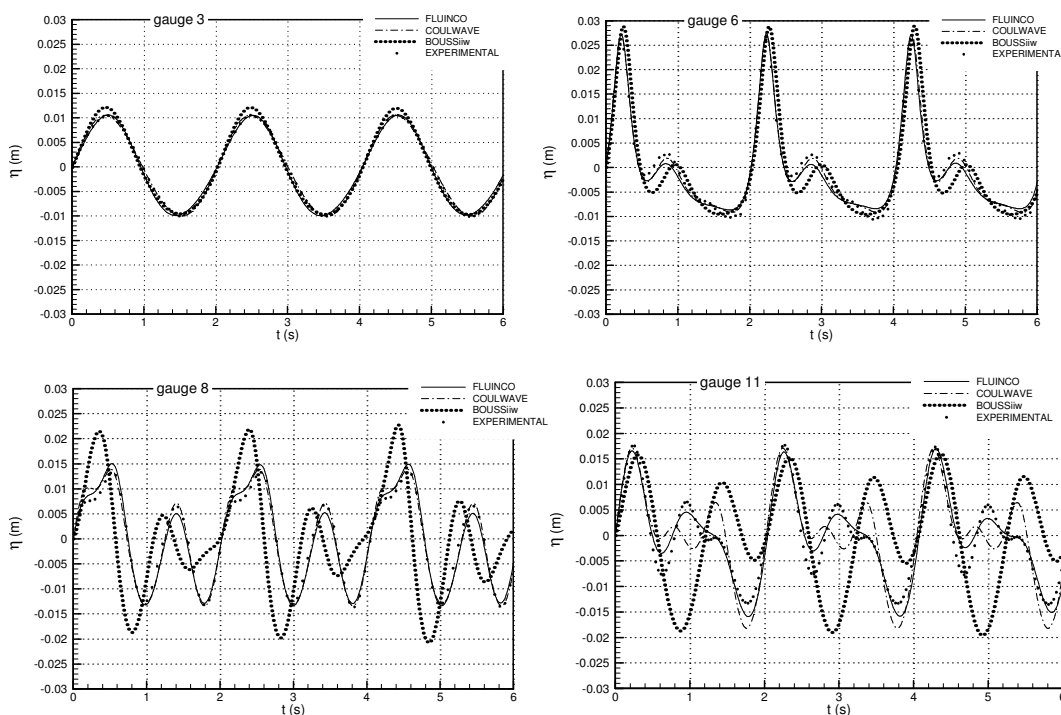 gauge 3
FLUINCO
COULWAVE
BOUSSiiw
EXPERIMENTAL
η (m)
0.03
0.025
0.02
0.015
0.01
0.005
0
-0.005
-0.01
-0.015
-0.02
-0.025
-0.03
0 1 2 3 4 5 6
t (s)
gauge 6
FLUINCO
COULWAVE
BOUSSiiw
EXPERIMENTAL
η (m)
0.03
0.025
0.02
0.015
0.01
0.005
0
-0.005
-0.01
-0.015
-0.02
-0.025
-0.03
0 1 2 3 4 5 6
t (s)
gauge 8
FLUINCO
COULWAVE
BOUSSiiw
EXPERIMENTAL
η (m)
0.03
0.025
0.02
0.015
0.01
0.005
0
-0.005
-0.01
-0.015
-0.02
-0.025
-0.03
0 1 2 3 4 5 6
t (s)
gauge 11
FLUINCO
COULWAVE
BOUSSiiw
EXPERIMENTAL
η (m)
0.03
0.025
0.02
0.015
0.01
0.005
0
-0.005
-0.01
-0.015
-0.02
-0.025
-0.03
0 1 2 3 4 5 6
t (s)